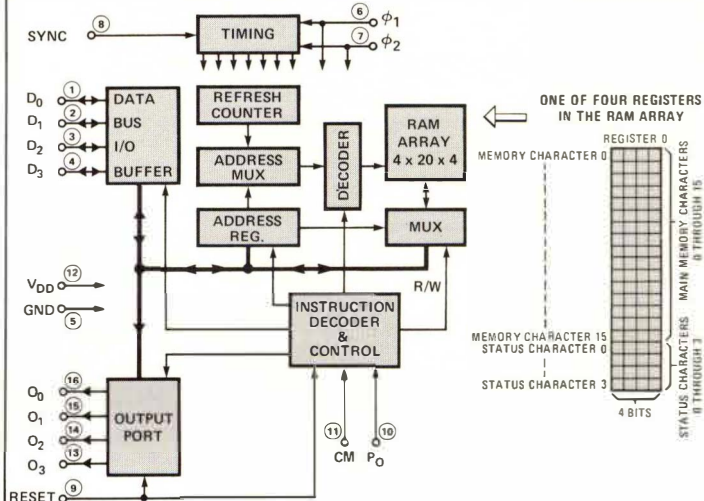 SYNC
8
TIMING
6
ϕ1
7
ϕ2
D0
1
D1
2
D2
3
D3
4
DATA
BUS
I/O
BUFFER
REFRESH
COUNTER
ADDRESS
MUX
ADDRESS
REG.
DECODER
RAM
ARRAY
4 x 20 x 4
MUX
R/W
VDD
12
GND
5
INSTRUCTION
DECODER
&
CONTROL
O0
16
O1
15
O2
14
O3
13
OUTPUT
PORT
RESET
9
11
CM
10
PO
ONE OF FOUR REGISTERS
IN THE RAM ARRAY
REGISTER 0
MEMORY CHARACTER 0
MEMORY CHARACTER 15
STATUS CHARACTER 0
STATUS CHARACTER 3
4 BITS
MAIN MEMORY CHARACTERS
0 THROUGH 15
STATUS CHARACTERS
0 THROUGH 3